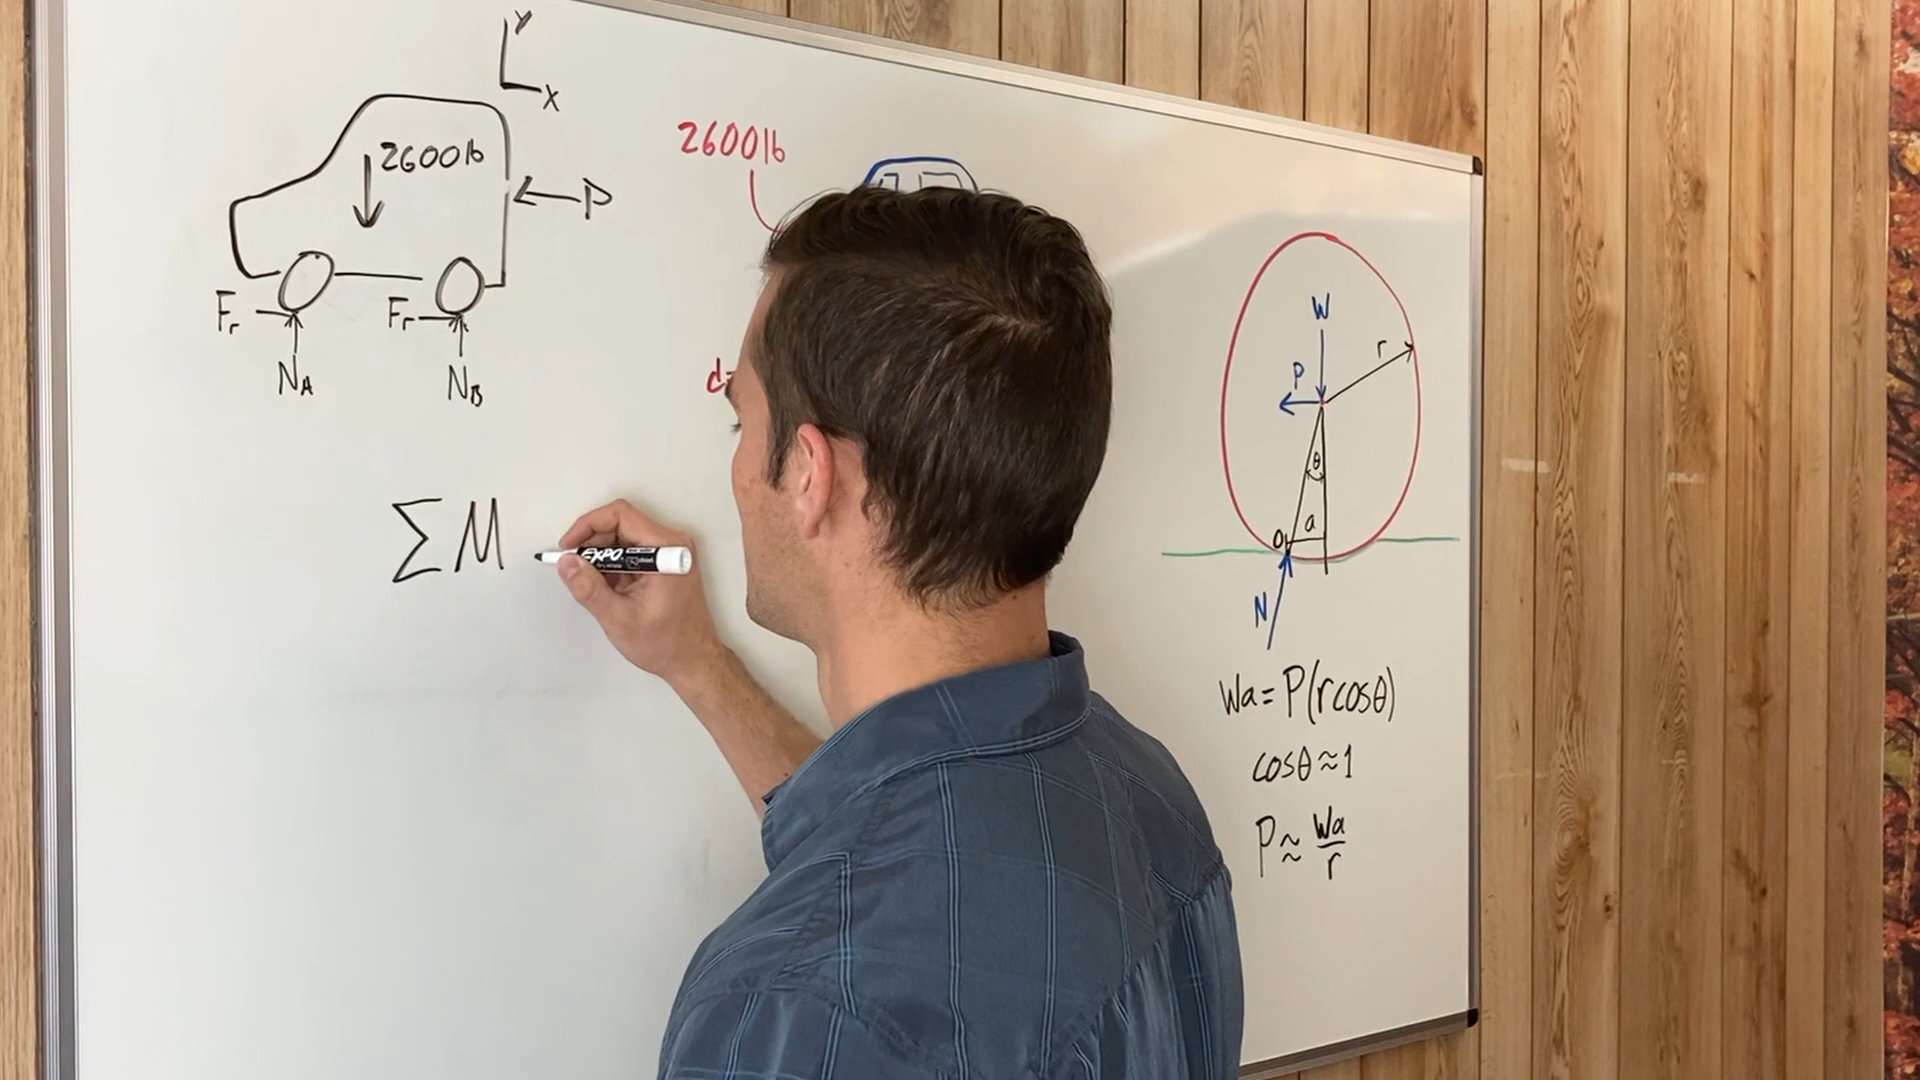 Y
X
2600lb
P
Fr
Fr
NA
NB
ΣM
EXPO
2600lb
d=
W
P
r
θ
O
a
N
Wa = P(rcosθ)
cosθ ≈ 1
P ≈ Wa/r